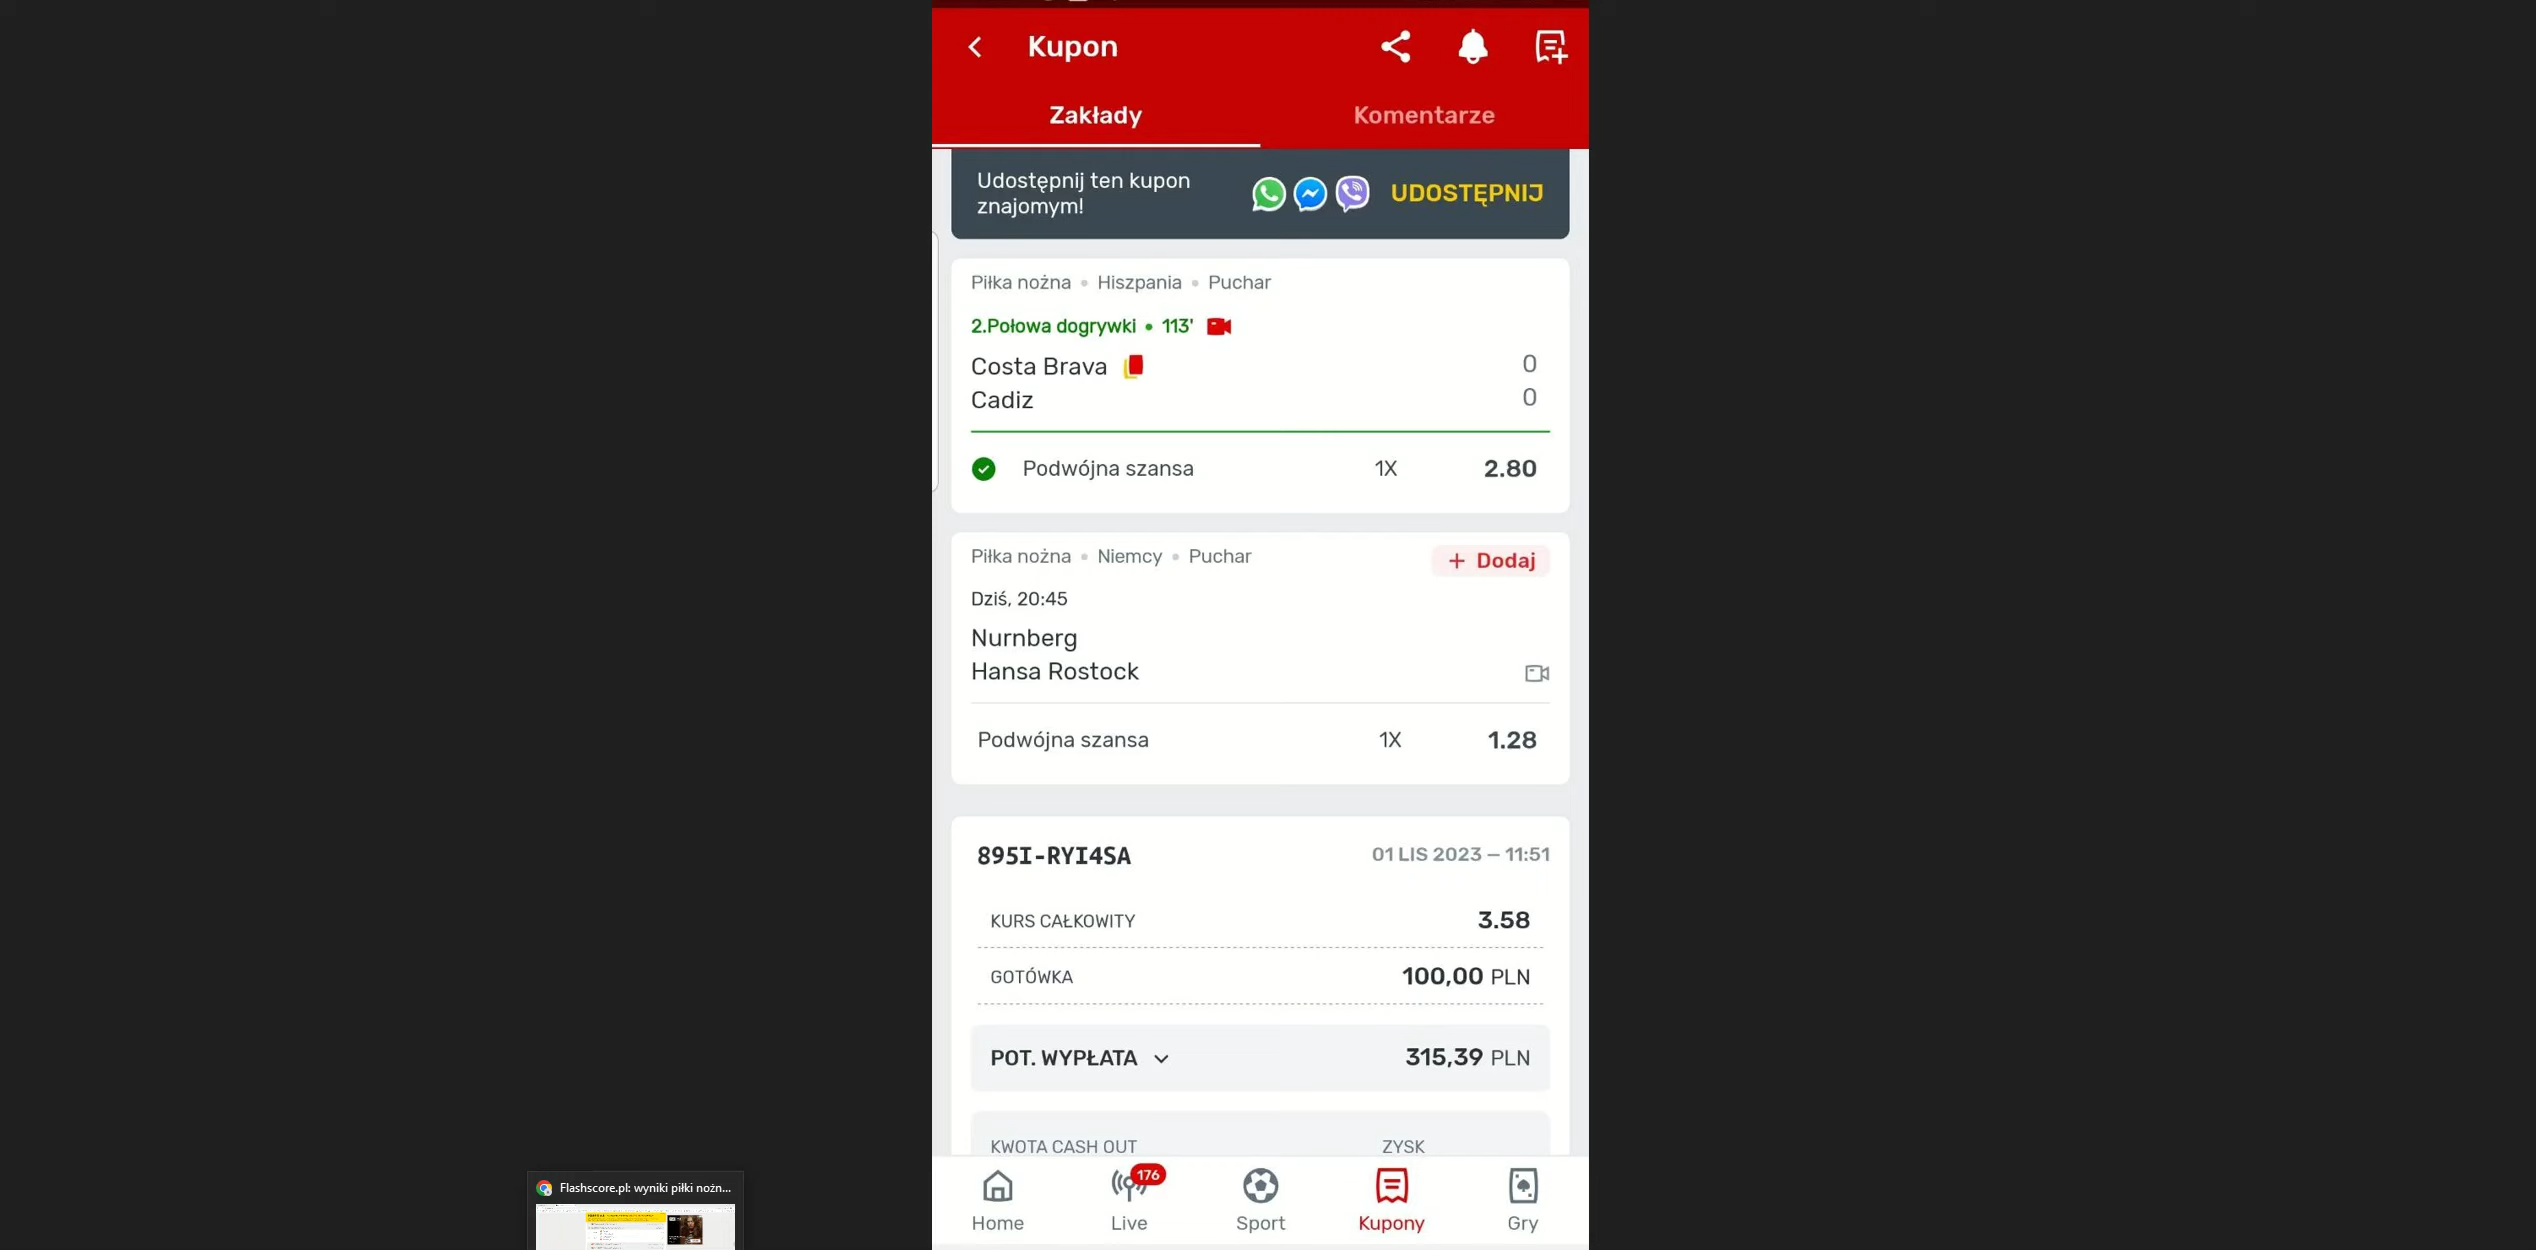 Kupon
Zakłady
Komentarze
Udostępnij ten kupon
znajomym!
UDOSTĘPNIJ
Piłka nożna • Hiszpania • Puchar
2.Połowa dogrywki • 113'
Costa Brava 0
Cadiz 0
Podwójna szansa 1X 2.80
Piłka nożna • Niemcy • Puchar
+ Dodaj
Dziś, 20:45
Nurnberg
Hansa Rostock
Podwójna szansa 1X 1.28
895I-RYI4SA 01 LIS 2023 – 11:51
KURS CAŁKOWITY 3.58
GOTÓWKA 100,00 PLN
POT. WYPŁATA 315,39 PLN
KWOTA CASH OUT ZYSK
176
Home Live Sport Kupony Gry
Flashscore.pl: wyniki piłki nożn...